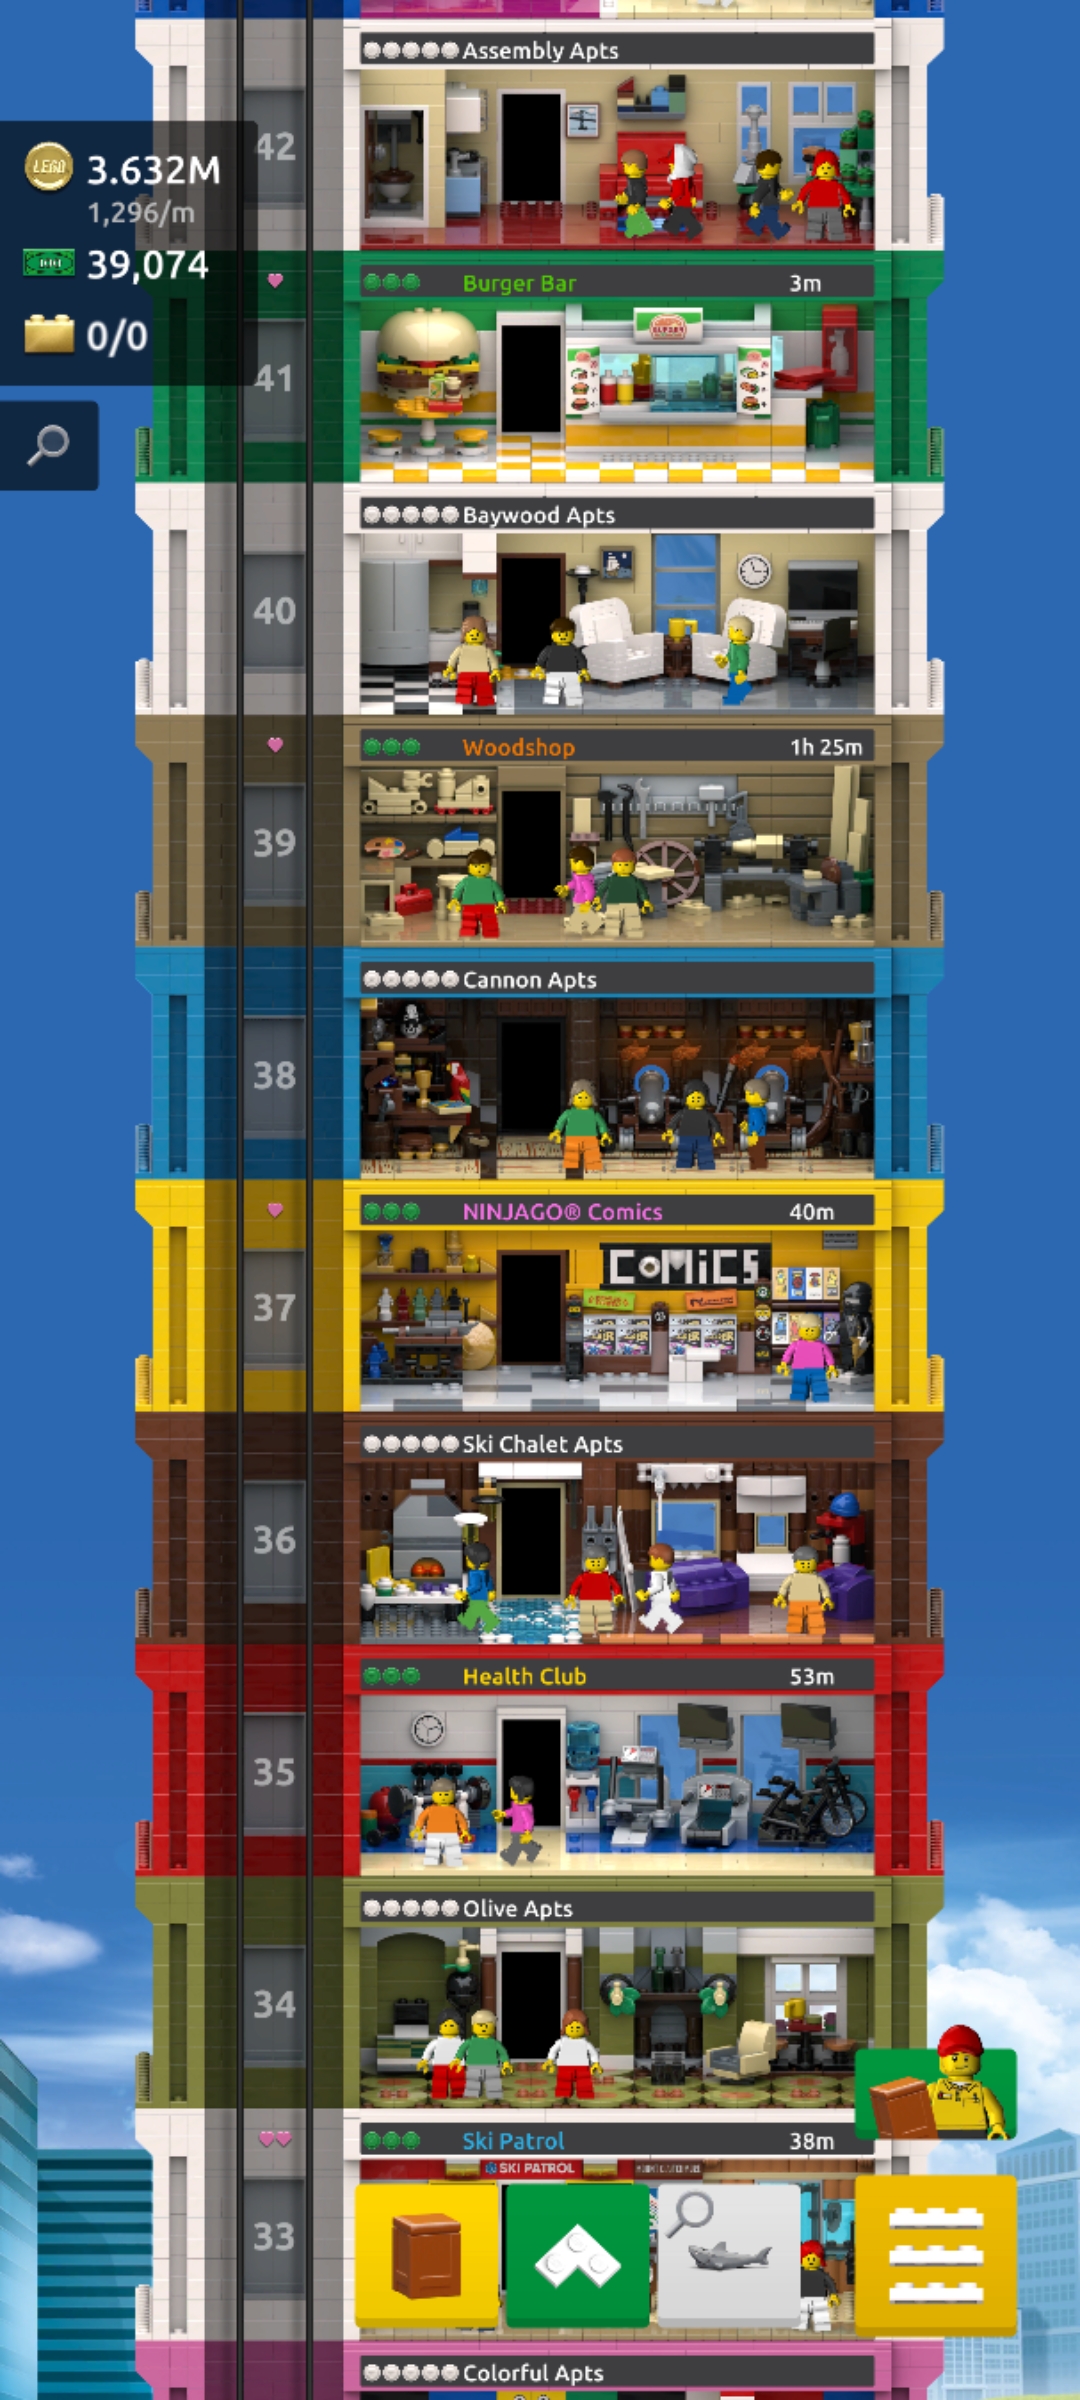 Assembly Apts
42
LEGO 3.632M
1,296/m
39,074
0/0
Burger Bar 3m
BURGER
41
Baywood Apts
40
Woodshop 1h 25m
39
Cannon Apts
38
NINJAGO® Comics 40m
COMICS
37
Ski Chalet Apts
36
Health Club 53m
35
Olive Apts
34
Ski Patrol 38m
SKI PATROL
33
Colorful Apts